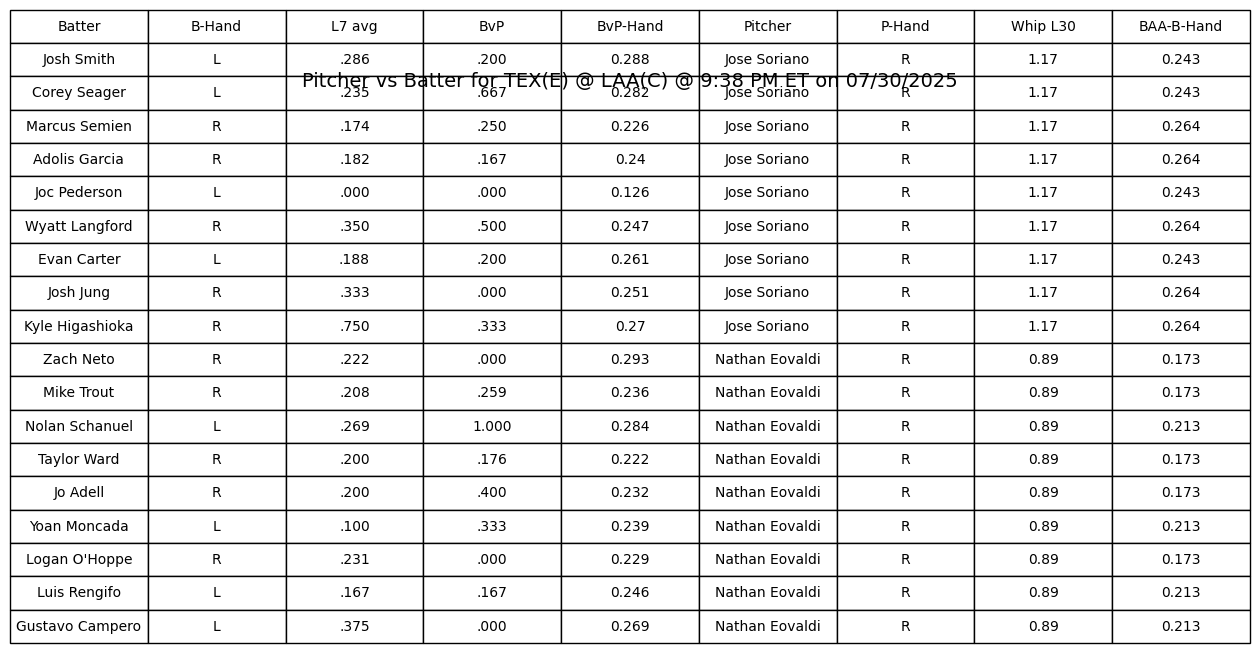 Batter B-Hand L7 avg BvP BvP-Hand Pitcher P-Hand Whip L30 BAA-B-Hand
Josh Smith L .286 .200 0.288 Jose Soriano R 1.17 0.243
Pitcher vs Batter for TEX(E) @ LAA(C) @ 9:38 PM ET on 07/30/2025
Corey Seager L .235 .667 0.282 Jose Soriano R 1.17 0.243
Marcus Semien R .174 .250 0.226 Jose Soriano R 1.17 0.264
Adolis Garcia R .182 .167 0.24 Jose Soriano R 1.17 0.264
Joc Pederson L .000 .000 0.126 Jose Soriano R 1.17 0.243
Wyatt Langford R .350 .500 0.247 Jose Soriano R 1.17 0.264
Evan Carter L .188 .200 0.261 Jose Soriano R 1.17 0.243
Josh Jung R .333 .000 0.251 Jose Soriano R 1.17 0.264
Kyle Higashioka R .750 .333 0.27 Jose Soriano R 1.17 0.264
Zach Neto R .222 .000 0.293 Nathan Eovaldi R 0.89 0.173
Mike Trout R .208 .259 0.236 Nathan Eovaldi R 0.89 0.173
Nolan Schanuel L .269 1.000 0.284 Nathan Eovaldi R 0.89 0.213
Taylor Ward R .200 .176 0.222 Nathan Eovaldi R 0.89 0.173
Jo Adell R .200 .400 0.232 Nathan Eovaldi R 0.89 0.173
Yoan Moncada L .100 .333 0.239 Nathan Eovaldi R 0.89 0.213
Logan O'Hoppe R .231 .000 0.229 Nathan Eovaldi R 0.89 0.173
Luis Rengifo L .167 .167 0.246 Nathan Eovaldi R 0.89 0.213
Gustavo Campero L .375 .000 0.269 Nathan Eovaldi R 0.89 0.213